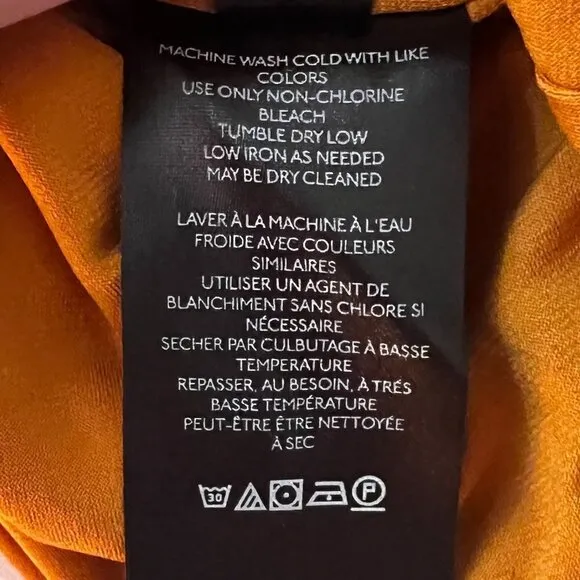 MACHINE WASH COLD WITH LIKE
COLORS
USE ONLY NON-CHLORINE
BLEACH
TUMBLE DRY LOW
LOW IRON AS NEEDED
MAY BE DRY CLEANED
LAVER À LA MACHINE À L'EAU
FROIDE AVEC COULEURS
SIMILAIRES
UTILISER UN AGENT DE
BLANCHIMENT SANS CHLORE SI
NÉCESSAIRE
SECHER PAR CULBUTAGE À BASSE
TEMPERATURE
REPASSER, AU BESOIN, À TRÉS
BASSE TEMPÉRATURE
PEUT-ÊTRE ÊTRE NETTOYÉE
À SEC
30 P